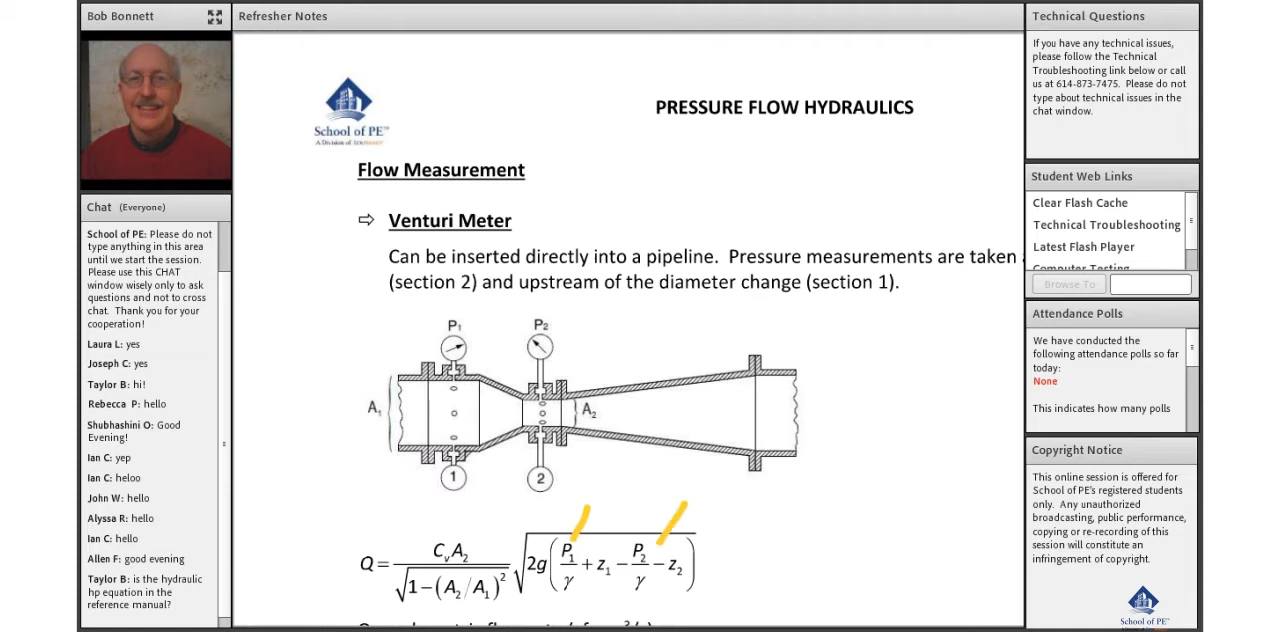 Bob Bonnett
Refresher Notes
Technical Questions
If you have any technical issues,
please follow the Technical
Troubleshooting link below or call
us at 614-873-7475. Please do not
type about technical issues in the
chat window.
School of PE™
A Division of EDUMIND
PRESSURE FLOW HYDRAULICS
Flow Measurement
⇨ Venturi Meter
Can be inserted directly into a pipeline. Pressure measurements are taken
(section 2) and upstream of the diameter change (section 1).
P₁
P₂
A₁
A₂
1
2
Q = CᵥA₂ / √(1−(A₂/A₁)²) √(2g(P₁/γ + z₁ − P₂/γ − z₂))
Chat (Everyone)
School of PE: Please do not
type anything in this area
until we start the session.
Please use this CHAT
window wisely only to ask
questions and not to cross
chat. Thank you for your
cooperation!
Laura L: yes
Joseph C: yes
Taylor B: hi!
Rebecca P: hello
Shubhashini O: Good
Evening!
Ian C: yep
Ian C: heloo
John W: hello
Alyssa R: hello
Ian C: hello
Allen F: good evening
Taylor B: is the hydraulic
hp equation in the
reference manual?
Student Web Links
Clear Flash Cache
Technical Troubleshooting
Latest Flash Player
Computer Testing
Browse To
Attendance Polls
We have conducted the
following attendance polls so far
today:
None
This indicates how many polls
Copyright Notice
This online session is offered for
School of PE's registered students
only. Any unauthorized
broadcasting, public performance,
copying or re-recording of this
session will constitute an
infringement of copyright.
School of PE™